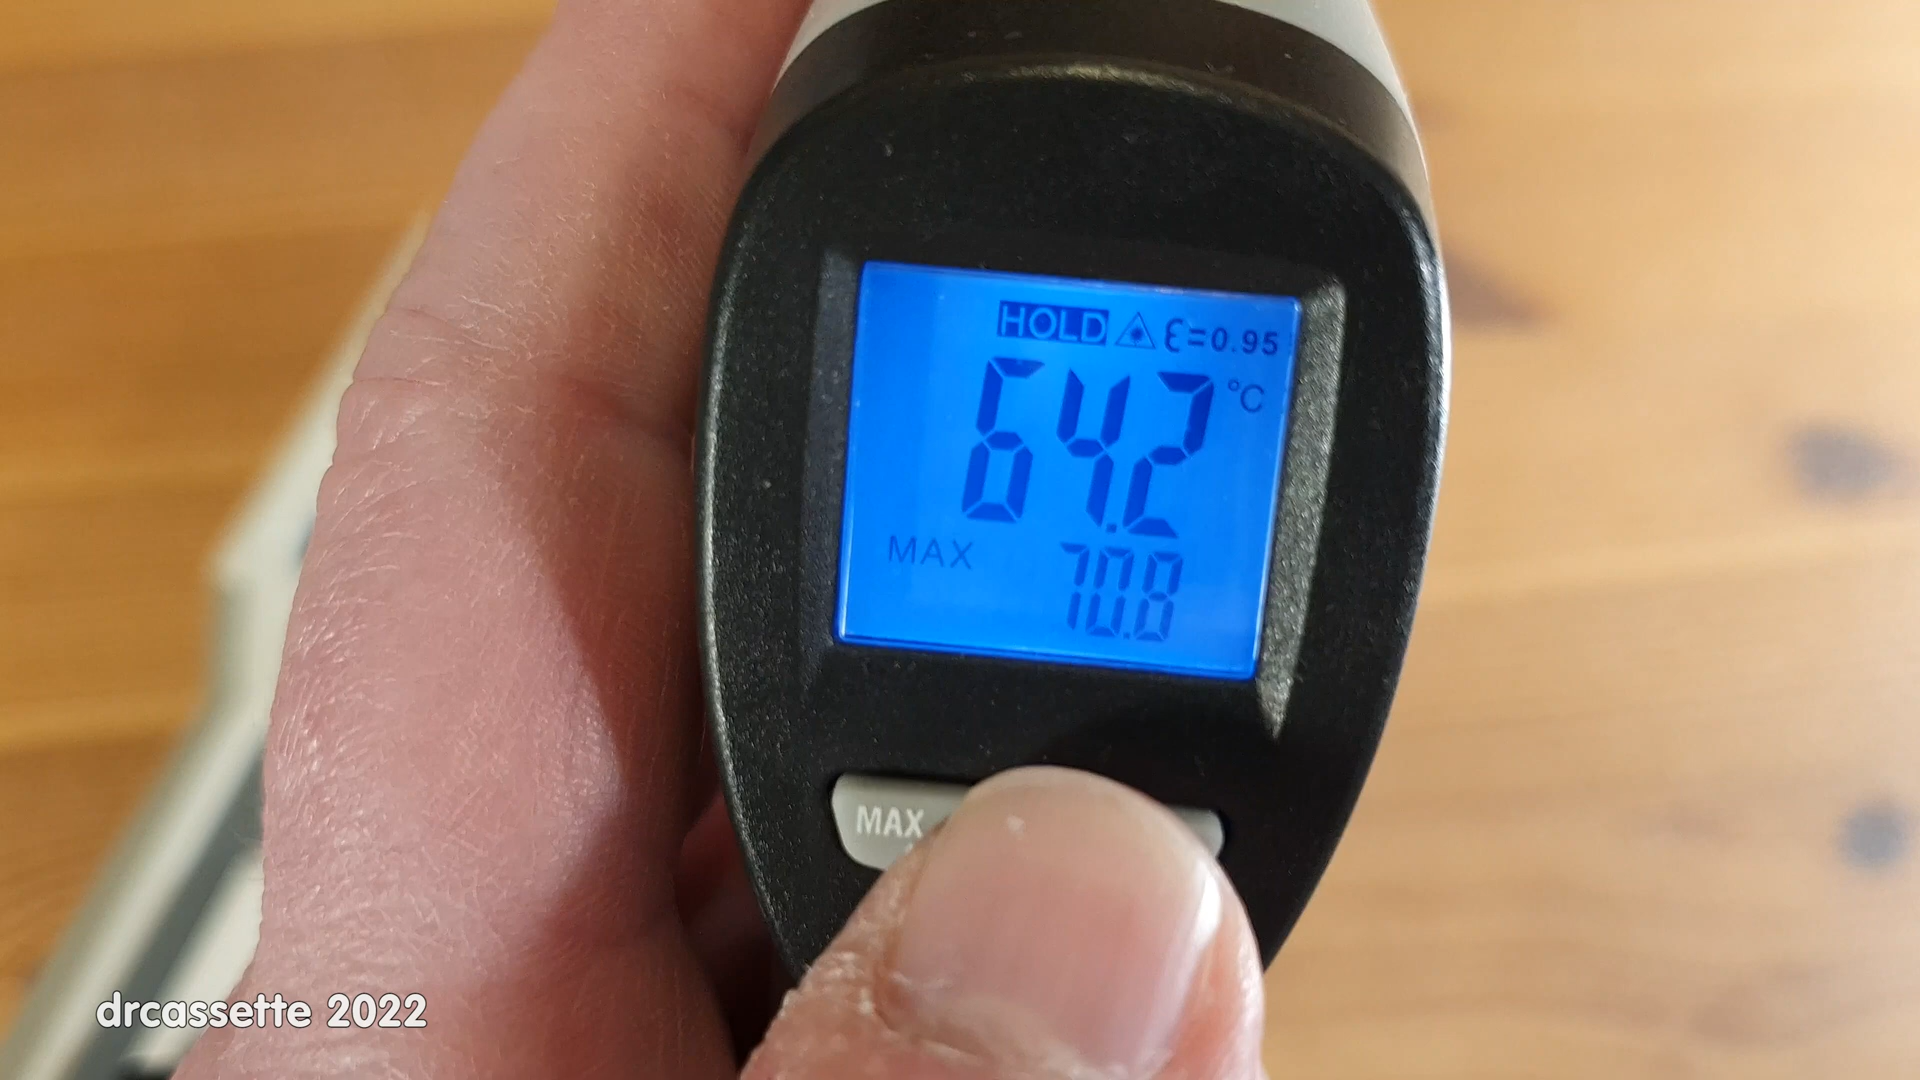 HOLD ε=0.95
64.2 °C
MAX 70.8
MAX
drcassette 2022